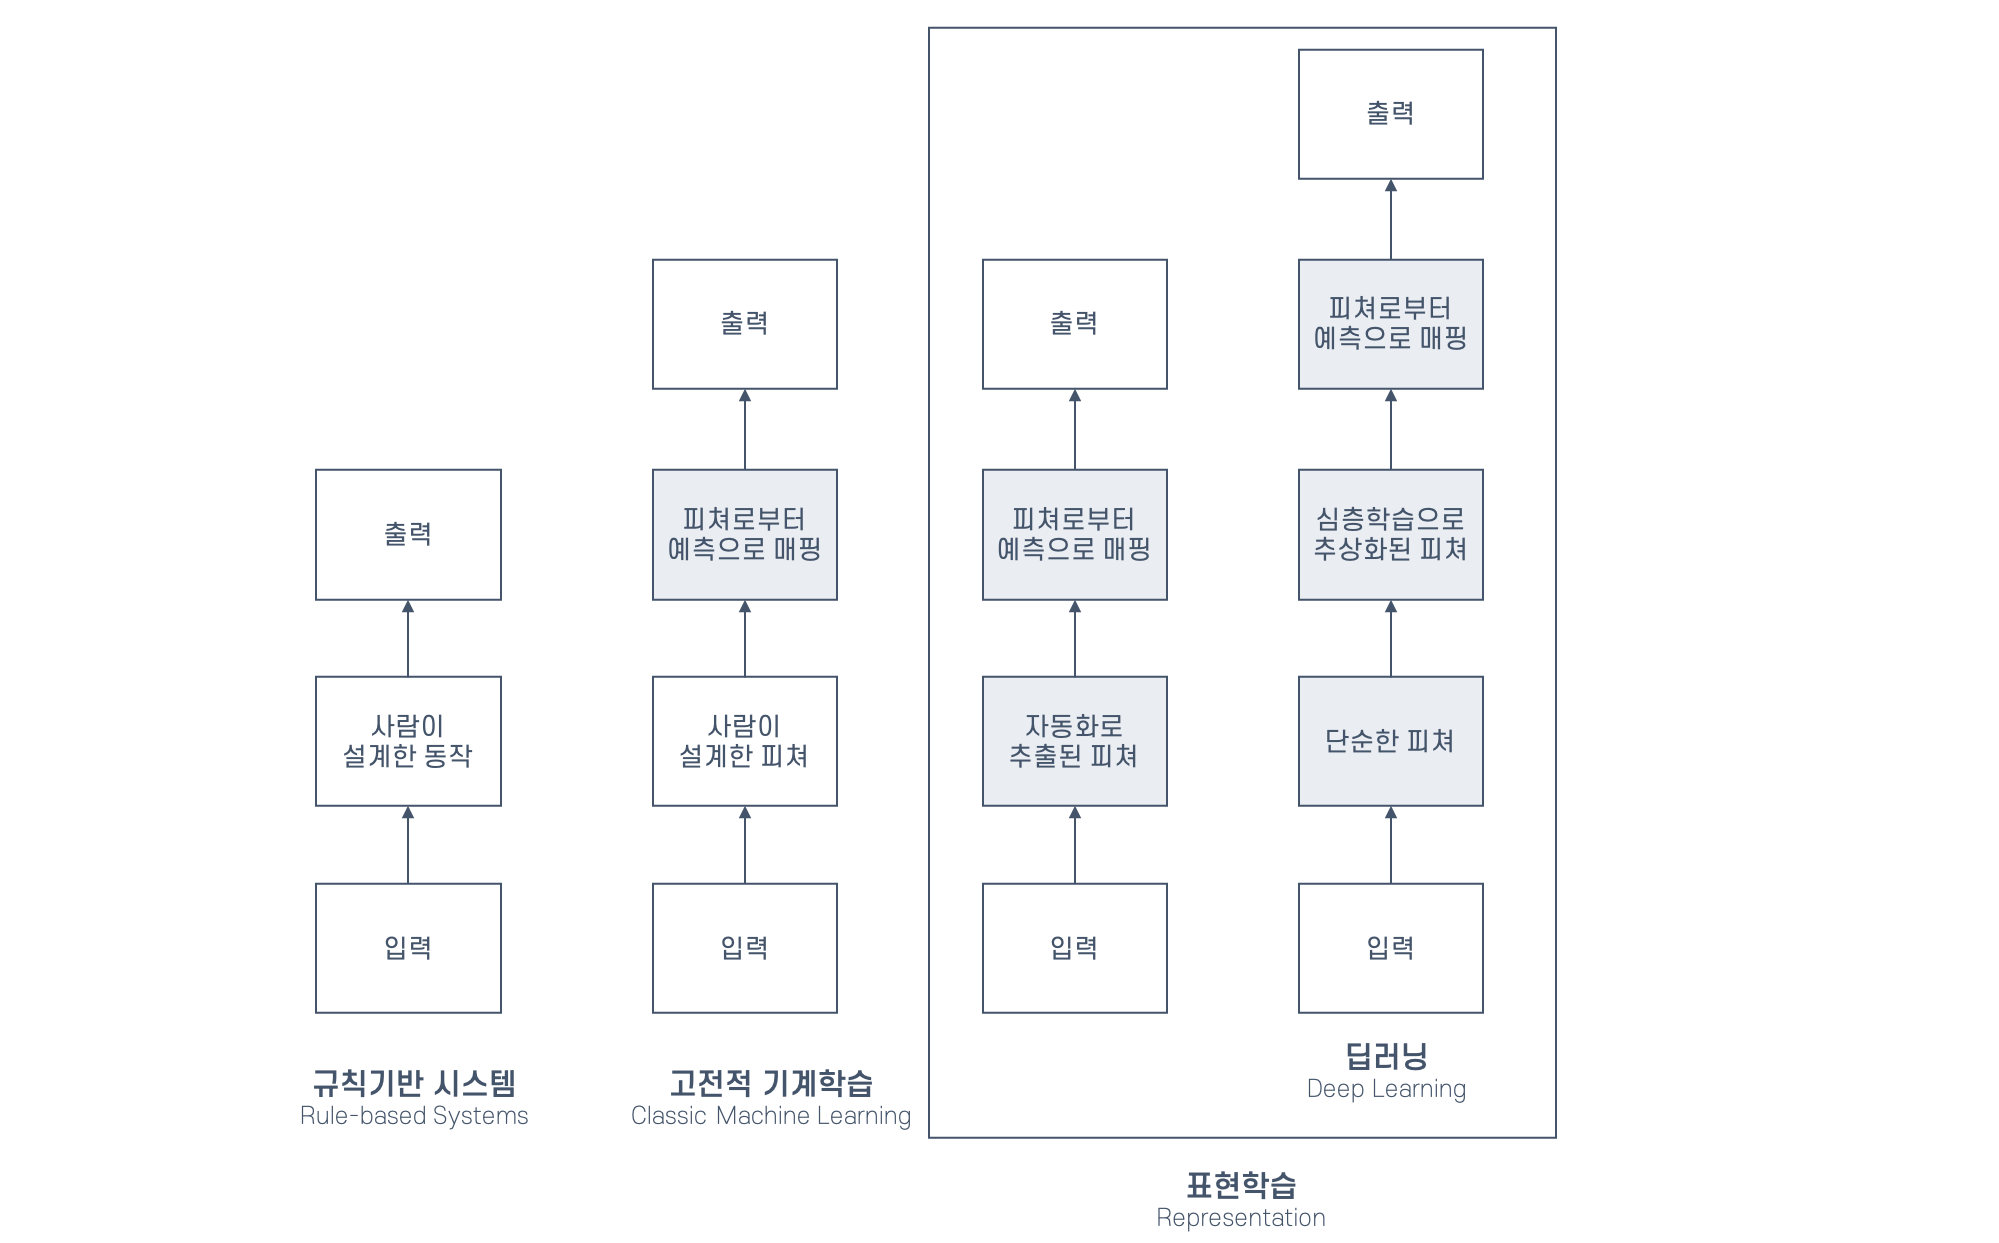 출력
사람이
설계한 동작
입력
규칙기반 시스템
Rule-based Systems
출력
피쳐로부터
예측으로 매핑
사람이
설계한 피쳐
입력
고전적 기계학습
Classic Machine Learning
출력
피쳐로부터
예측으로 매핑
자동화로
추출된 피쳐
입력
출력
피쳐로부터
예측으로 매핑
심층학습으로
추상화된 피쳐
단순한 피쳐
입력
딥러닝
Deep Learning
표현학습
Representation